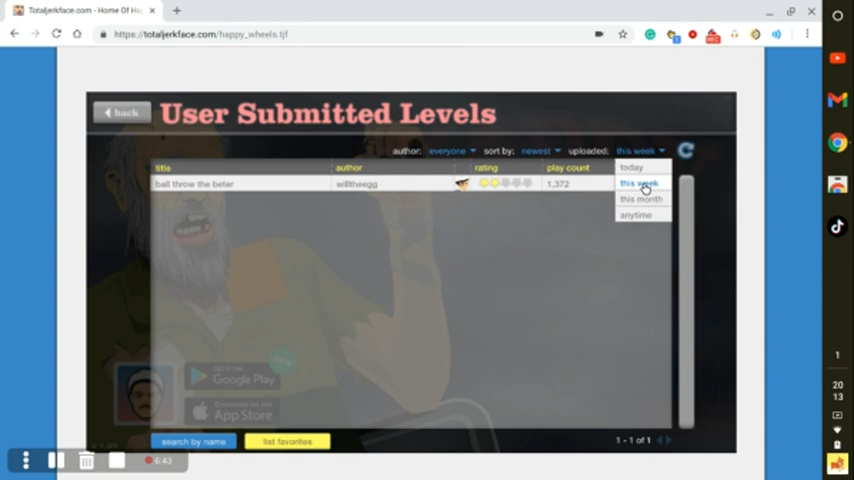 Totaljerkface.com - Home Of Ha
https://totaljerkface.com/happy_wheels.tjf
back
User Submitted Levels
author: everyone sort by: newest uploaded: this week
title author rating play count today
ball throw the beter willtheegg 1,372 this week
this month
anytime
GET IT ON
Google Play
Download on the
App Store
search by name list favorites 1 - 1 of 1
6:43
1
20
13